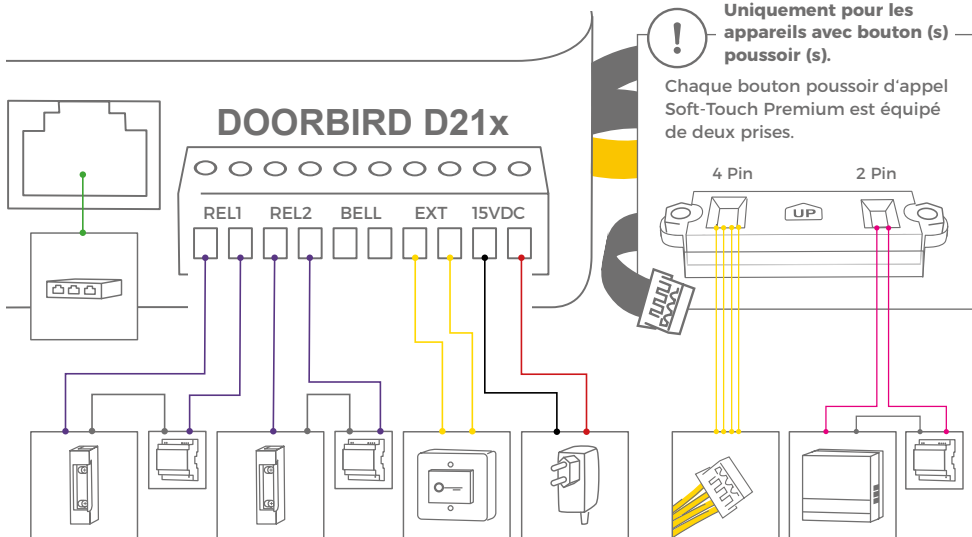 Uniquement pour les
appareils avec bouton (s)
poussoir (s).
Chaque bouton poussoir d'appel
Soft-Touch Premium est équipé
de deux prises.
DOORBIRD D21x
REL1 REL2 BELL EXT 15VDC
4 Pin 2 Pin
UP